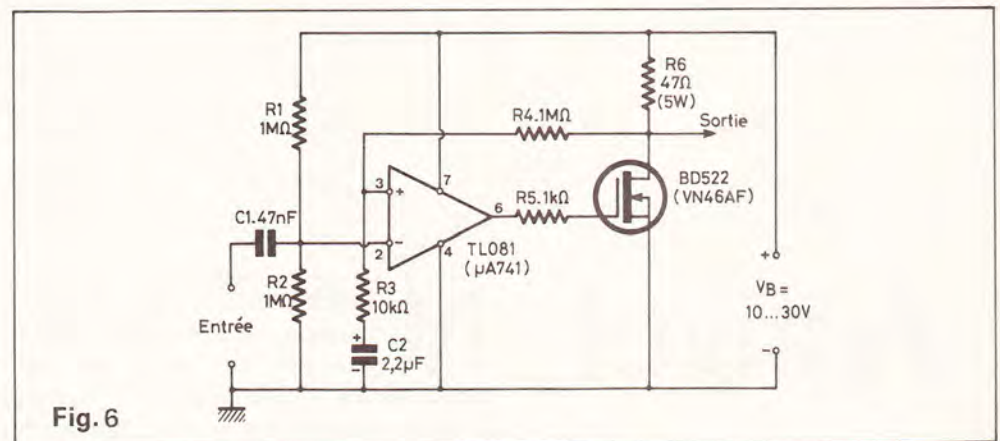 R1
1MΩ
R6
47Ω
(5W)
R4.1MΩ
Sortie
3
+
7
6
R5.1kΩ
BD522
(VN46AF)
C1.47nF
2
-
4
TL081
(µA741)
R2
1MΩ
R3
10kΩ
Entrée
+
C2
2,2µF
-
+
VB =
10...30V
-
Fig. 6